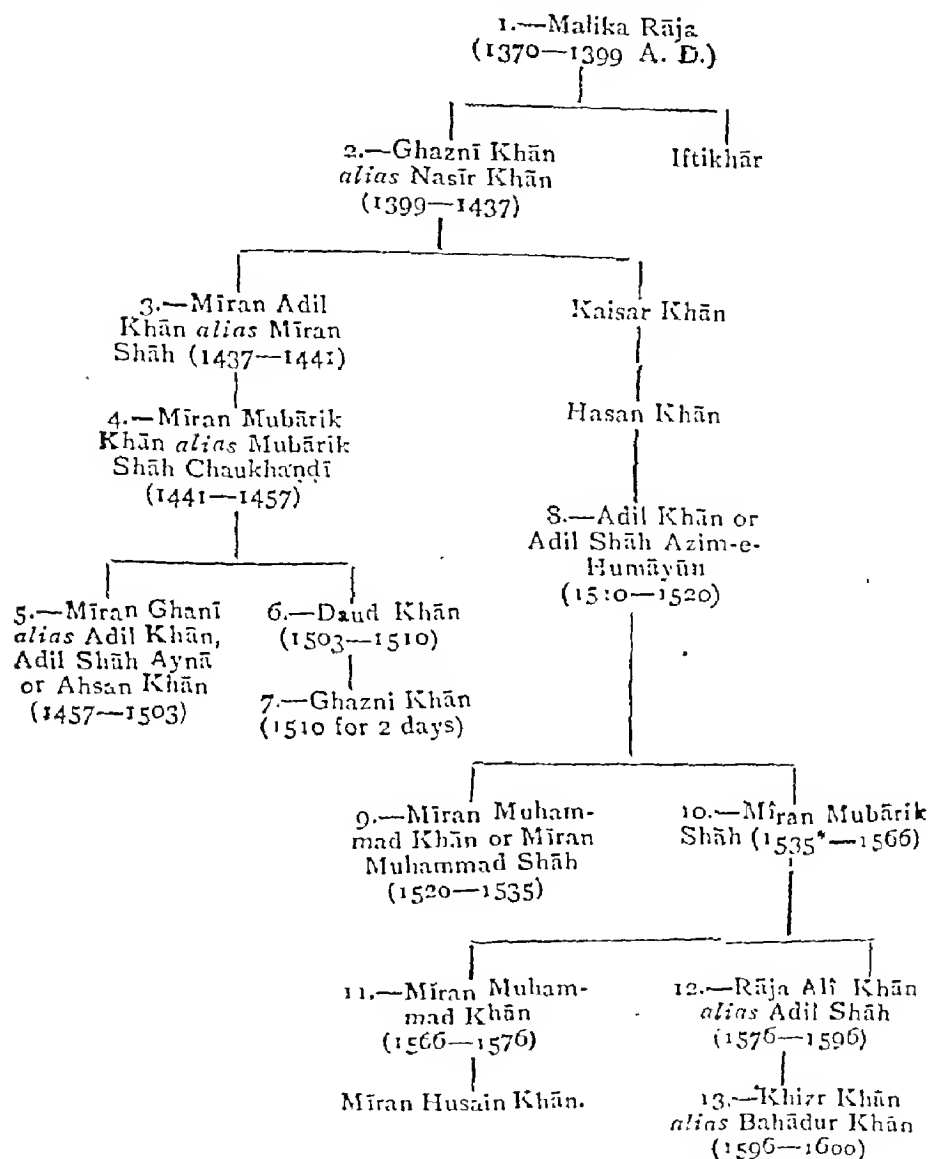 1.—Malika Rāja
(1370—1399 A. D.)
2.—Ghaznī Khān
alias Nasīr Khān
(1399—1437)
Iftikhār
3.—Mīran Adil
Khān alias Mīran
Shāh (1437—1441)
Kaisar Khān
4.—Mīran Mubārik
Khān alias Mubārik
Shāh Chaukhaṇḍī
(1441—1457)
Hasan Khān
8.—Adil Khān or
Adil Shāh Azim-e-
Humāyūn
(1510—1520)
5.—Mīran Ghanī
alias Adil Khān,
Adil Shāh Aynā
or Ahsan Khān
(1457—1503)
6.—Daud Khān
(1503—1510)
7.—Ghazni Khān
(1510 for 2 days)
9.—Mīran Muham-
mad Khān or Mīran
Muhammad Shāh
(1520—1535)
10.—Mīran Mubārik
Shāh (1535*—1566)
11.—Mīran Muham-
mad Khān
(1566—1576)
12.—Rāja Alī Khān
alias Adil Shāh
(1576—1596)
Mīran Husain Khān.
13.—Khizr Khān
alias Bahādur Khān
(1596—1600)